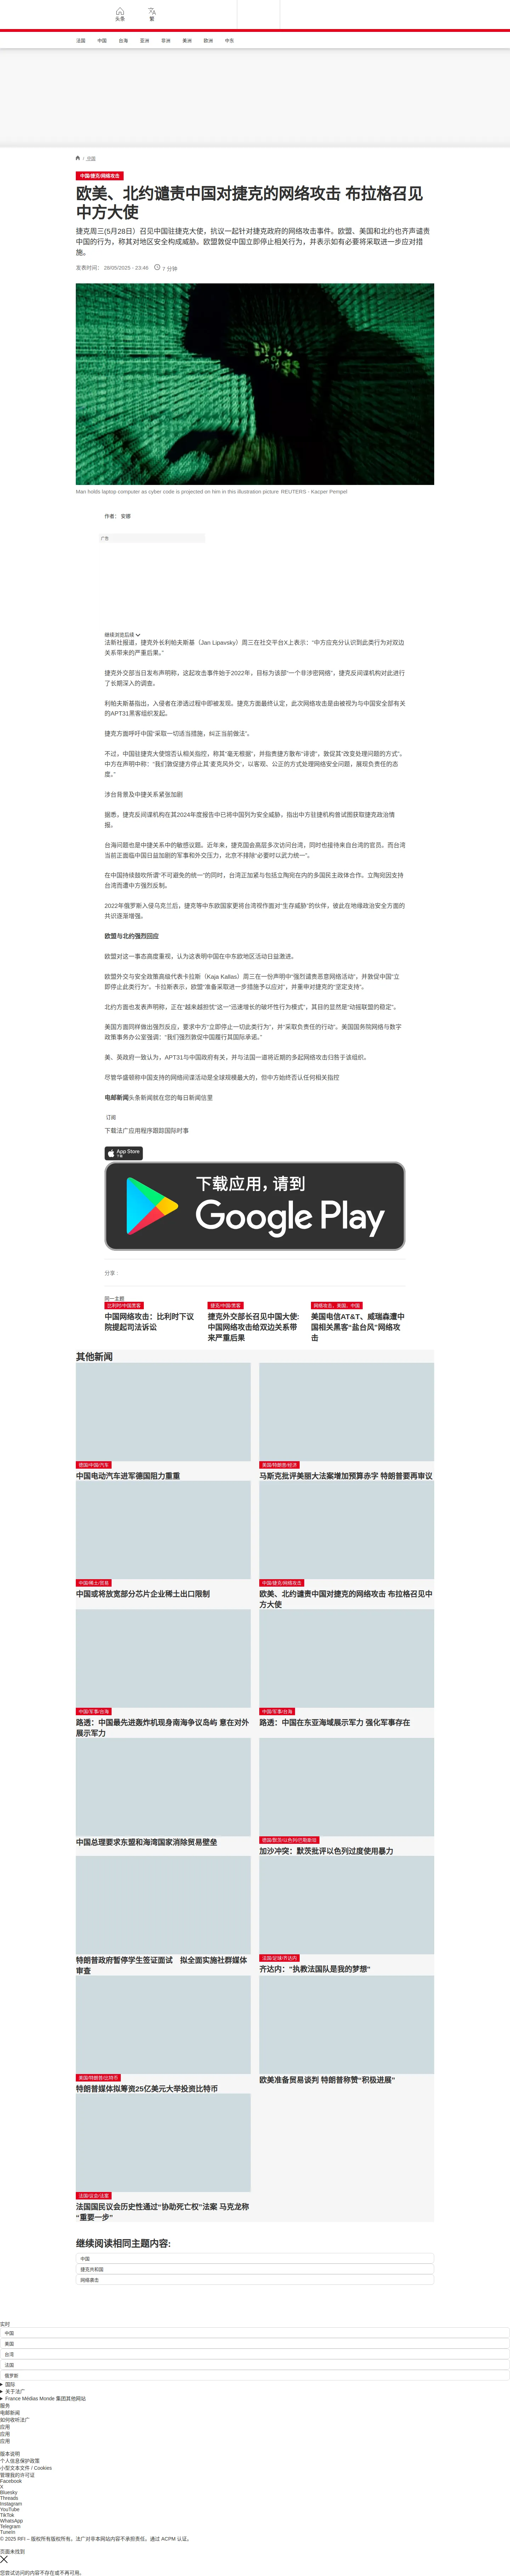 头条
繁
法国
中国
台湾
亚洲
非洲
美洲
欧洲
中东
/ 中国
中国/捷克/网络攻击
欧美、北约谴责中国对捷克的网络攻击 布拉格召见
中方大使
捷克周三(5月28日）召见中国驻捷克大使，抗议一起针对捷克政府的网络攻击事件。欧盟、美国和北约也齐声谴责
中国的行为，称其对地区安全构成威胁。欧盟敦促中国立即停止相关行为，并表示如有必要将采取进一步应对措
施。
发表时间： 28/05/2025 - 23:46 7 分钟
Man holds laptop computer as cyber code is projected on him in this illustration picture REUTERS - Kacper Pempel
作者： 安娜
广告
继续浏览后续
法新社报道，捷克外长利帕夫斯基（Jan Lipavsky）周三在社交平台X上表示：“中方应充分认识到此类行为对双边
关系带来的严重后果。”
捷克外交部当日发布声明称，这起攻击事件始于2022年，目标为该部“一个非涉密网络”，捷克反间谍机构对此进行
了长期深入的调查。
利帕夫斯基指出，入侵者在渗透过程中即被发现。捷克方面最终认定，此次网络攻击是由被视为与中国安全部有关
的APT31黑客组织发起。
捷克方面呼吁中国“采取一切适当措施，纠正当前做法”。
不过，中国驻捷克大使馆否认相关指控，称其“毫无根据”，并指责捷方散布“诽谤”，敦促其“改变处理问题的方式”。
中方在声明中称：“我们敦促捷方停止其‘麦克风外交’，以客观、公正的方式处理网络安全问题，展现负责任的态
度。”
涉台背景及中捷关系紧张加剧
据悉，捷克反间谍机构在其2024年度报告中已将中国列为安全威胁，指出中方驻捷机构曾试图获取捷克政治情
报。
台海问题也是中捷关系中的敏感议题。近年来，捷克国会高层多次访问台湾，同时也接待来自台湾的官员。而台湾
当前正面临中国日益加剧的军事和外交压力，北京不排除“必要时以武力统一”。
在中国持续鼓吹所谓“不可避免的统一”的同时，台湾正加紧与包括立陶宛在内的多国民主政体合作。立陶宛因支持
台湾而遭中方强烈反制。
2022年俄罗斯入侵乌克兰后，捷克等中东欧国家更将台湾视作面对“生存威胁”的伙伴，彼此在地缘政治安全方面的
共识逐渐增强。
欧盟与北约强烈回应
欧盟对这一事态高度重视，认为这表明中国在中东欧地区活动日益激进。
欧盟外交与安全政策高级代表卡拉斯（Kaja Kallas）周三在一份声明中“强烈谴责恶意网络活动”，并敦促中国“立
即停止此类行为”。卡拉斯表示，欧盟“准备采取进一步措施予以应对”，并重申对捷克的“坚定支持”。
北约方面也发表声明称，正在“越来越担忧”这一“迅速增长的破坏性行为模式”，其目的显然是“动摇联盟的稳定”。
美国方面同样做出强烈反应，要求中方”立即停止一切此类行为”，并“采取负责任的行动”。美国国务院网络与数字
政策事务办公室强调：“我们强烈敦促中国履行其国际承诺。”
美、英政府一致认为，APT31与中国政府有关，并与法国一道将近期的多起网络攻击归咎于该组织。
尽管华盛顿称中国支持的网络间谍活动是全球规模最大的，但中方始终否认任何相关指控
电邮新闻头条新闻就在您的每日新闻信里
订阅
下载法广应用程序跟踪国际时事
App Store
下载
下载应用，请到
Google Play
分享 :
同一主题
比利时/中国黑客
中国网络攻击：比利时下议
院提起司法诉讼
捷克/中国/黑客
捷克外交部长召见中国大使:
中国网络攻击给双边关系带
来严重后果
网络攻击，美国，中国
美国电信AT&T、威瑞森遭中
国相关黑客“盐台风”网络攻
击
其他新闻
德国/中国/汽车
中国电动汽车进军德国阻力重重
美国/特朗普/经济
马斯克批评美丽大法案增加预算赤字 特朗普要再审议
中国/稀土/贸易
中国或将放宽部分芯片企业稀土出口限制
中国/捷克/网络攻击
欧美、北约谴责中国对捷克的网络攻击 布拉格召见中
方大使
中国/军事/台海
路透：中国最先进轰炸机现身南海争议岛屿 意在对外
展示军力
中国/军事/台海
路透：中国在东亚海域展示军力 强化军事存在
中国总理要求东盟和海湾国家消除贸易壁垒
德国/默茨/以色列/巴勒斯坦
加沙冲突：默茨批评以色列过度使用暴力
特朗普政府暂停学生签证面试　拟全面实施社群媒体
审查
法国/足球/齐达内
齐达内："执教法国队是我的梦想"
美国/特朗普/比特币
特朗普媒体拟筹资25亿美元大举投资比特币
欧美准备贸易谈判 特朗普称赞“积极进展”
法国/议会/法案
法国国民议会历史性通过“协助死亡权”法案 马克龙称
“重要一步”
继续阅读相同主题内容:
中国
捷克共和国
网络袭击
实时
中国
美国
台湾
法国
俄罗斯
国际
关于法广
France Médias Monde 集团其他网站
服务
电邮新闻
如何收听法广
应用
应用
应用
版本说明
个人信息保护政策
小型文本文件 / Cookies
管理我的许可证
Facebook
X
Bluesky
Threads
Instagram
YouTube
TikTok
WhatsApp
Telegram
TuneIn
© 2025 RFI – 版权所有版权所有。法广对非本网站内容不承担责任。通过 ACPM 认证。
页面未找到
您尝试访问的内容不存在或不再可用。